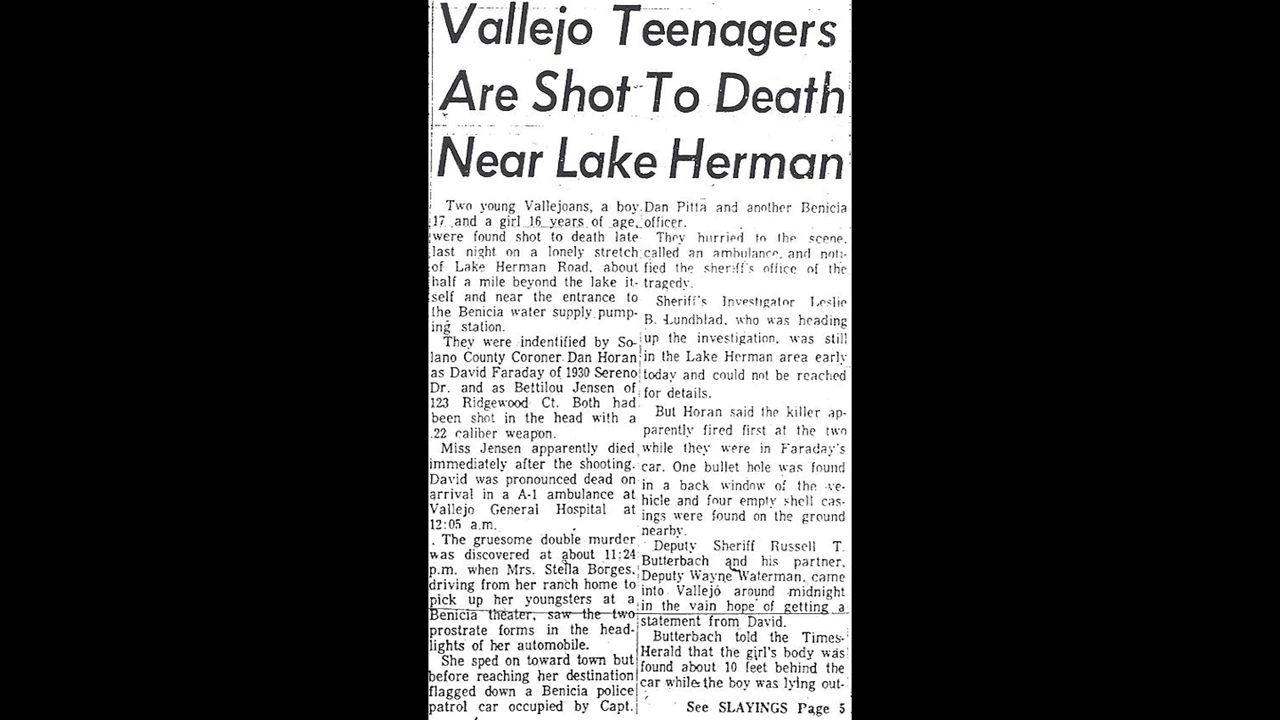 Vallejo Teenagers
Are Shot To Death
Near Lake Herman
Two young Vallejoans, a boy
17 and a girl 16 years of age,
were found shot to death late
last night on a lonely stretch
of Lake Herman Road, about
half a mile beyond the lake it-
self and near the entrance to
the Benicia water supply pump-
ing station.
They were indentified by So-
lano County Coroner Dan Horan
as David Faraday of 1930 Sereno
Dr. and as Bettilou Jensen of
123 Ridgewood Ct. Both had
been shot in the head with a
.22 caliber weapon.
Miss Jensen apparently died
immediately after the shooting.
David was pronounced dead on
arrival in a A-1 ambulance at
Vallejo General Hospital at
12:05 a.m.
The gruesome double murder
was discovered at about 11:24
p.m. when Mrs. Stella Borges,
driving from her ranch home to
pick up her youngsters at a
Benicia theater, saw the two
prostrate forms in the head-
lights of her automobile.
She sped on toward town but
before reaching her destination
flagged down a Benicia police
patrol car occupied by Capt.
Dan Pitta and another Benicia
officer.
They hurried to the scene,
called an ambulance, and noti-
fied the sheriff's office of the
tragedy.
Sheriff's Investigator Leslie
B. Lundblad, who was heading
up the investigation, was still
in the Lake Herman area early
today and could not be reached
for details.
But Horan said the killer ap-
parently fired first at the two
while they were in Faraday's
car. One bullet hole was found
in a back window of the ve-
hicle and four empty shell cas-
ings were found on the ground
nearby.
Deputy Sheriff Russell T.
Butterbach and his partner,
Deputy Wayne Waterman, came
into Vallejo around midnight
in the vain hope of getting a
statement from David.
Butterbach told the Times-
Herald that the girl's body was
found about 10 feet behind the
car while the boy was lying out-
See SLAYINGS Page 5